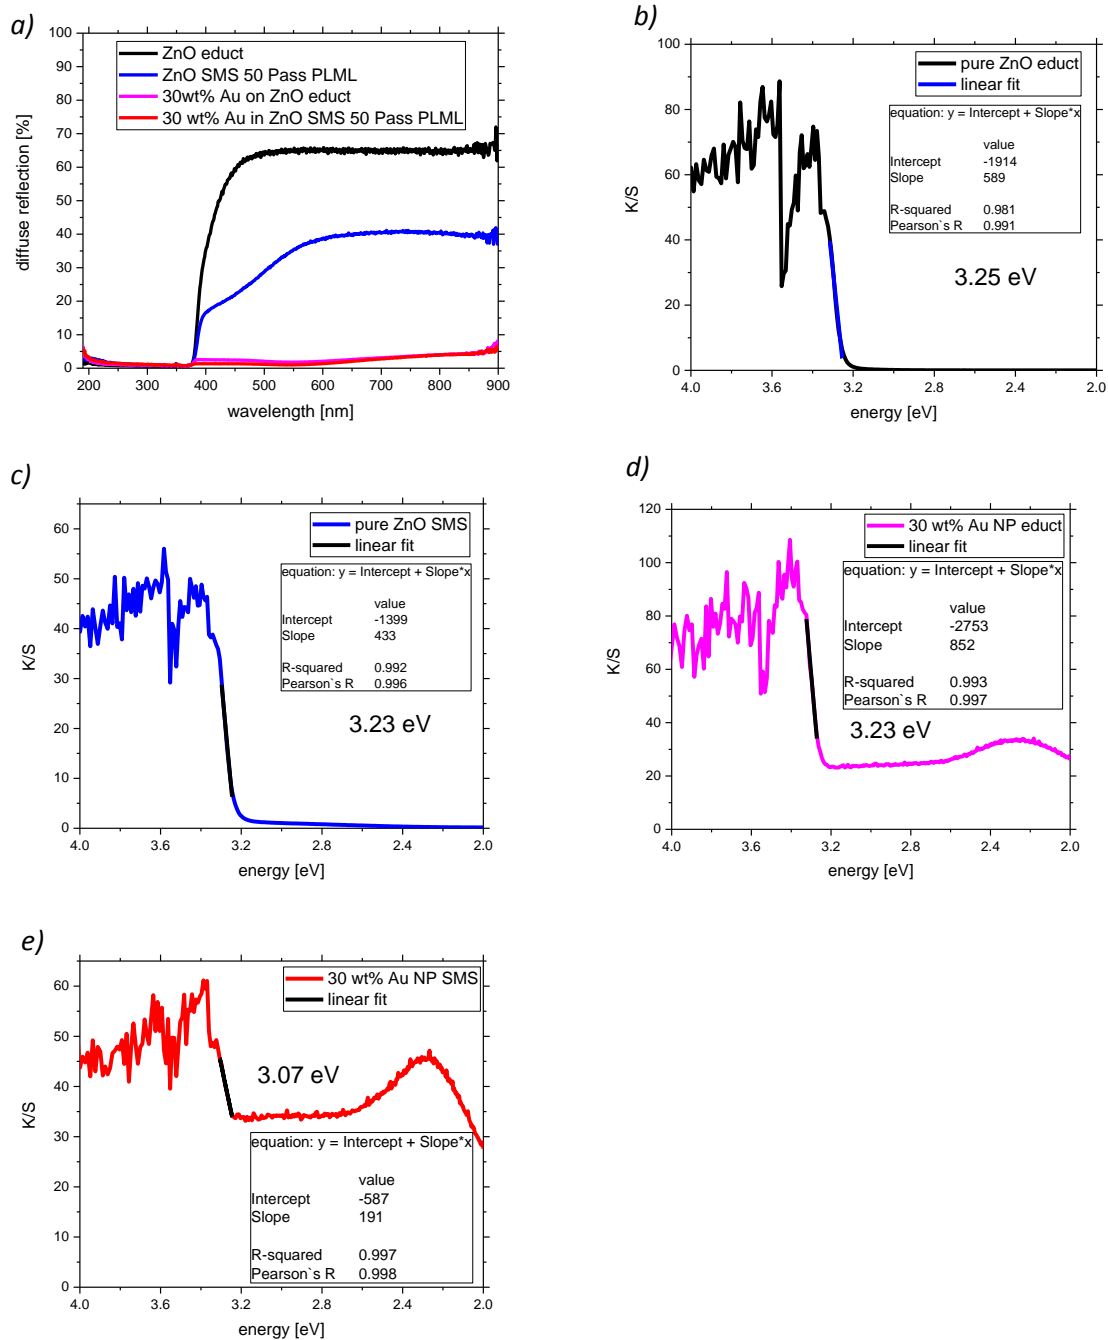 a)
ZnO educt
ZnO SMS 50 Pass PLML
30wt% Au on ZnO educt
30 wt% Au in ZnO SMS 50 Pass PLML
diffuse reflection [%]
100
90
80
70
60
50
40
30
20
10
0
200 300 400 500 600 700 800 900
wavelength [nm]
b)
pure ZnO educt
linear fit
equation: y = Intercept + Slope*x
value
Intercept -1914
Slope 589
R-squared 0.981
Pearson`s R 0.991
3.25 eV
K/S
100
80
60
40
20
0
4.0 3.6 3.2 2.8 2.4 2.0
energy [eV]
c)
pure ZnO SMS
linear fit
equation: y = Intercept + Slope*x
value
Intercept -1399
Slope 433
R-squared 0.992
Pearson`s R 0.996
3.23 eV
K/S
60
50
40
30
20
10
0
4.0 3.6 3.2 2.8 2.4 2.0
energy [eV]
d)
30 wt% Au NP educt
linear fit
equation: y = Intercept + Slope*x
value
Intercept -2753
Slope 852
R-squared 0.993
Pearson`s R 0.997
3.23 eV
K/S
120
100
80
60
40
20
0
4.0 3.6 3.2 2.8 2.4 2.0
energy [eV]
e)
30 wt% Au NP SMS
linear fit
3.07 eV
equation: y = Intercept + Slope*x
value
Intercept -587
Slope 191
R-squared 0.997
Pearson`s R 0.998
K/S
60
50
40
30
20
10
0
4.0 3.6 3.2 2.8 2.4 2.0
energy [eV]